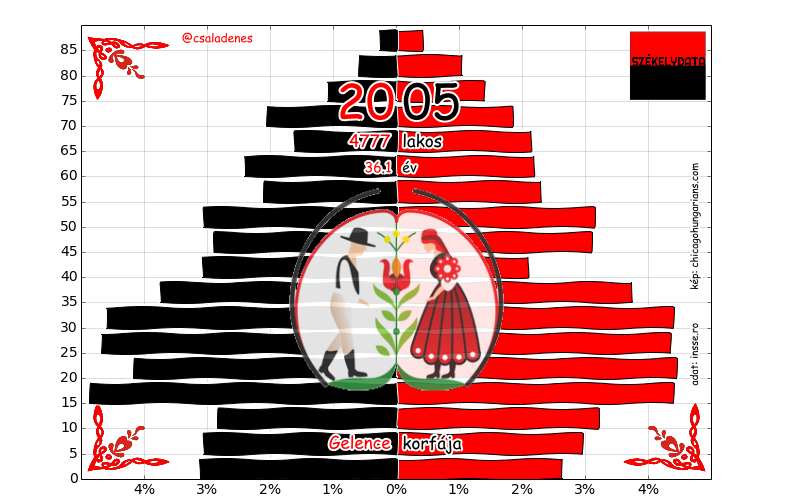 @csaladenes
SZÉKELYDATA
2005
4777 lakos
36.1 év
kép: chicagohungarians.com
adat: insse.ro
Gelence korfája
85
80
75
70
65
60
55
50
45
40
35
30
25
20
15
10
5
0
4% 3% 2% 1% 0% 1% 2% 3% 4%